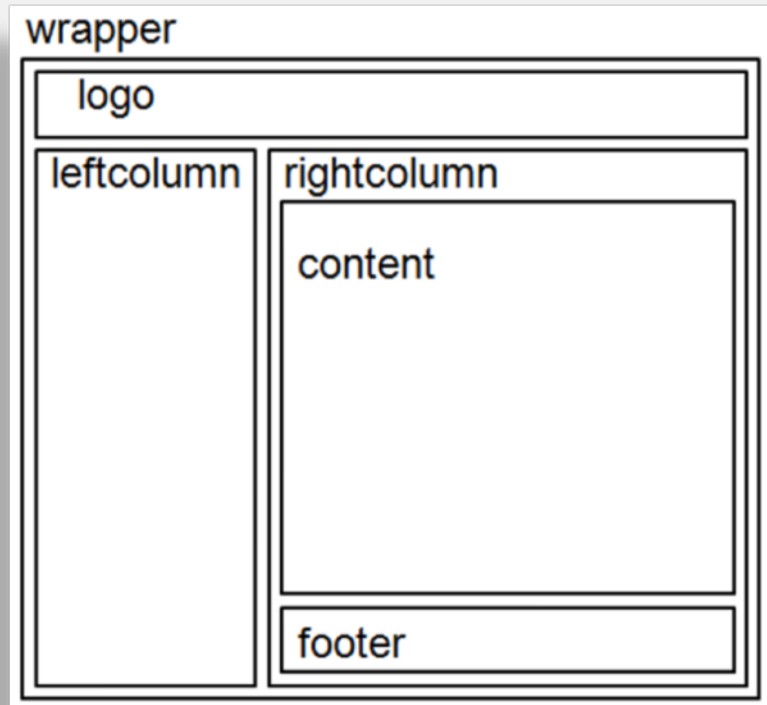 wrapper
logo
leftcolumn
rightcolumn
content
footer